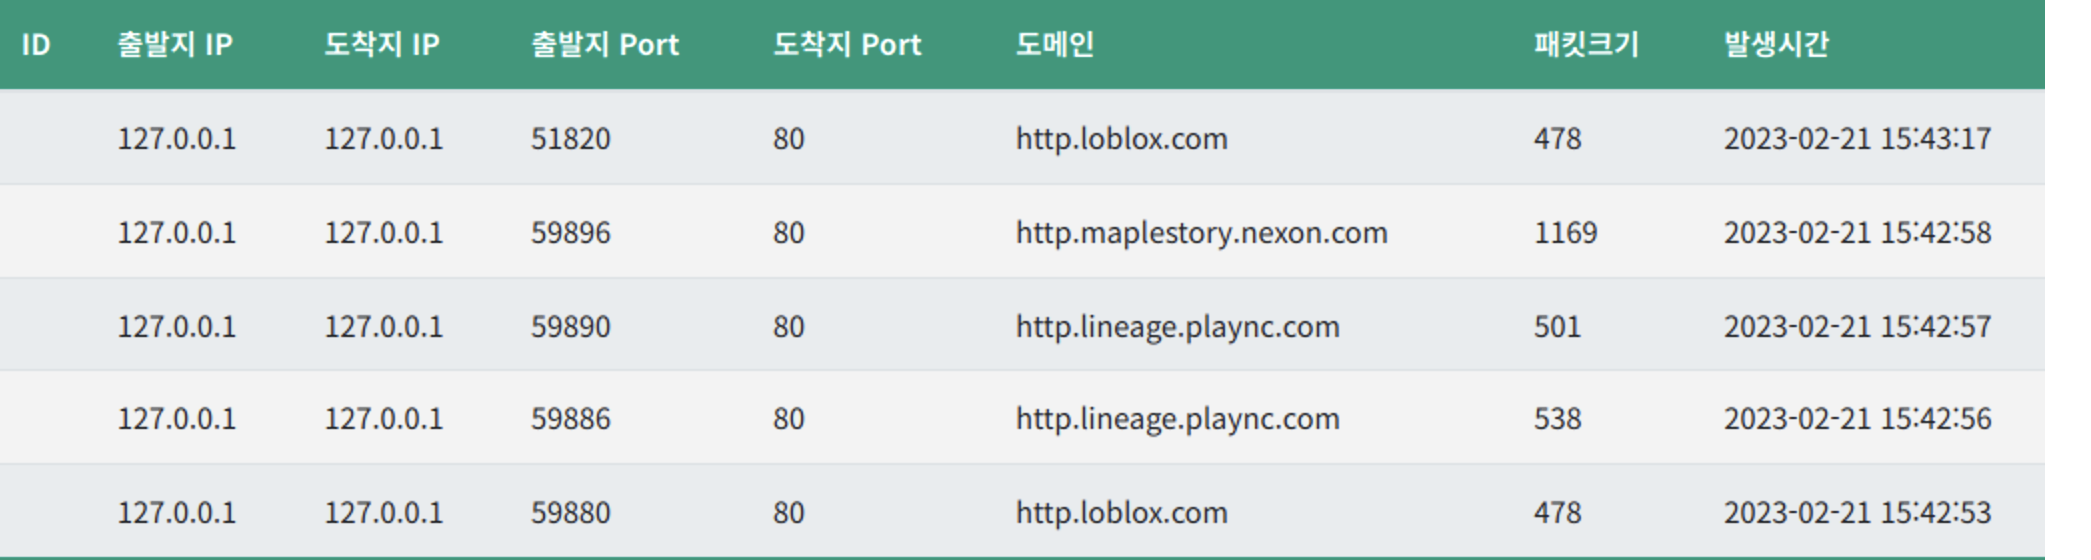 ID 출발지 IP 도착지 IP 출발지 Port 도착지 Port 도메인 패킷크기 발생시간
127.0.0.1 127.0.0.1 51820 80 http.loblox.com 478 2023-02-21 15:43:17
127.0.0.1 127.0.0.1 59896 80 http.maplestory.nexon.com 1169 2023-02-21 15:42:58
127.0.0.1 127.0.0.1 59890 80 http.lineage.plaync.com 501 2023-02-21 15:42:57
127.0.0.1 127.0.0.1 59886 80 http.lineage.plaync.com 538 2023-02-21 15:42:56
127.0.0.1 127.0.0.1 59880 80 http.loblox.com 478 2023-02-21 15:42:53